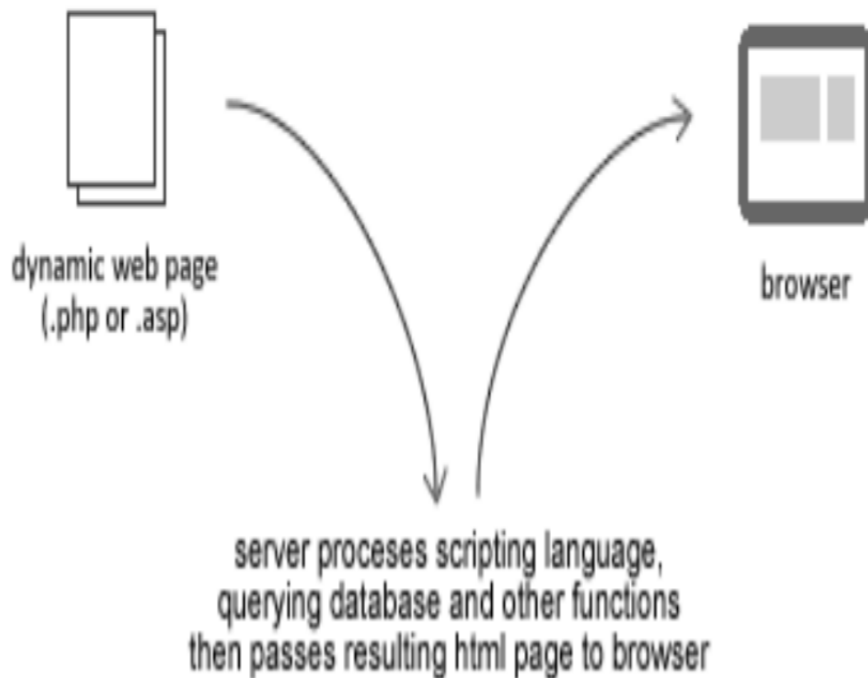 dynamic web page
(.php or .asp)
browser
server proceses scripting language,
querying database and other functions
then passes resulting html page to browser